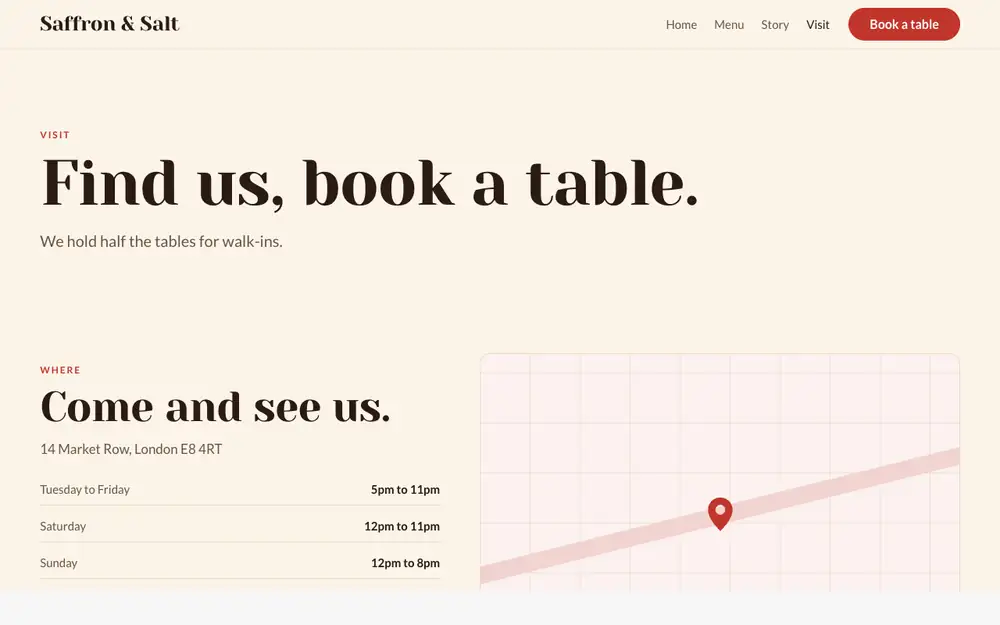 Saffron & Salt
Home Menu Story Visit Book a table
VISIT
Find us, book a table.
We hold half the tables for walk-ins.
WHERE
Come and see us.
14 Market Row, London E8 4RT
Tuesday to Friday 5pm to 11pm
Saturday 12pm to 11pm
Sunday 12pm to 8pm